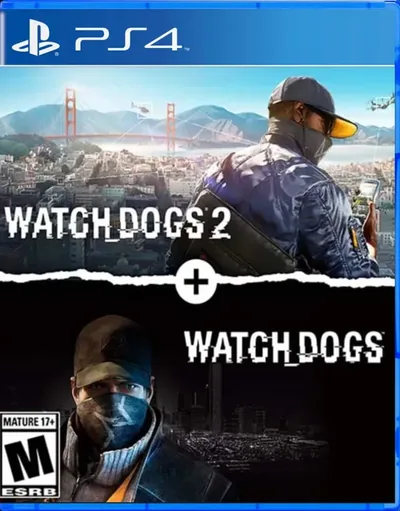 PS4
WATCH_DOGS 2
+
WATCH_DOGS
MATURE 17+
M
ESRB